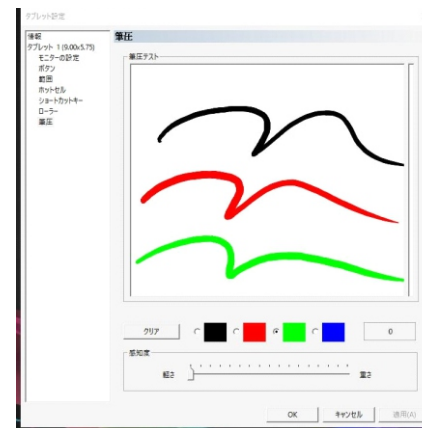 タブレット設定
情報
タブレット 1 (9.00x5.75)
モニターの設定
ボタン
範囲
ホットセル
ショートカットキー
ローラー
筆圧
筆圧
筆圧テスト
クリア
0
感知度
軽さ
重さ
OK
キャンセル
適用(A)